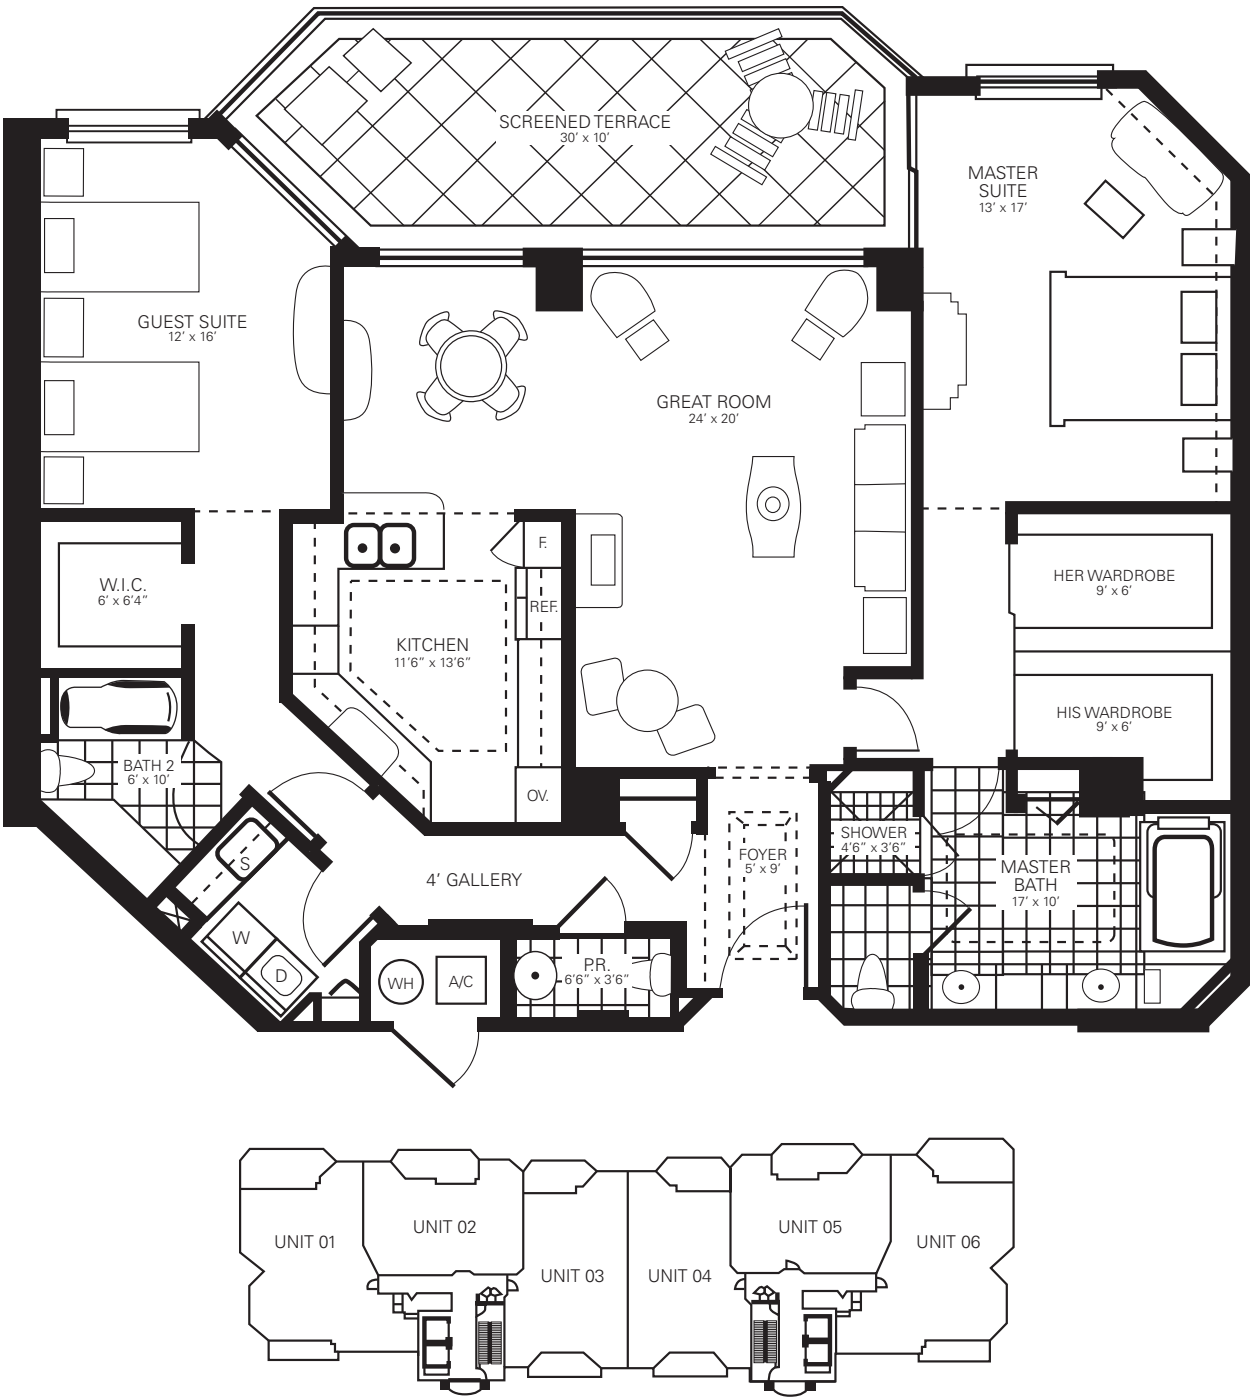 SCREENED TERRACE
30' x 10'
MASTER
SUITE
13' x 17'
GUEST SUITE
12' x 16'
GREAT ROOM
24' x 20'
F.
W.I.C.
6' x 6'4"
HER WARDROBE
9' x 6'
REF.
KITCHEN
11'6" x 13'6"
HIS WARDROBE
9' x 6'
BATH 2
6' x 10'
OV.
SHOWER
4'6" x 3'6"
FOYER
5' x 9'
S
4' GALLERY
MASTER
BATH
17' x 10'
W
D
WH
A/C
P.R.
6'6" x 3'6"
UNIT 01
UNIT 02
UNIT 03
UNIT 04
UNIT 05
UNIT 06